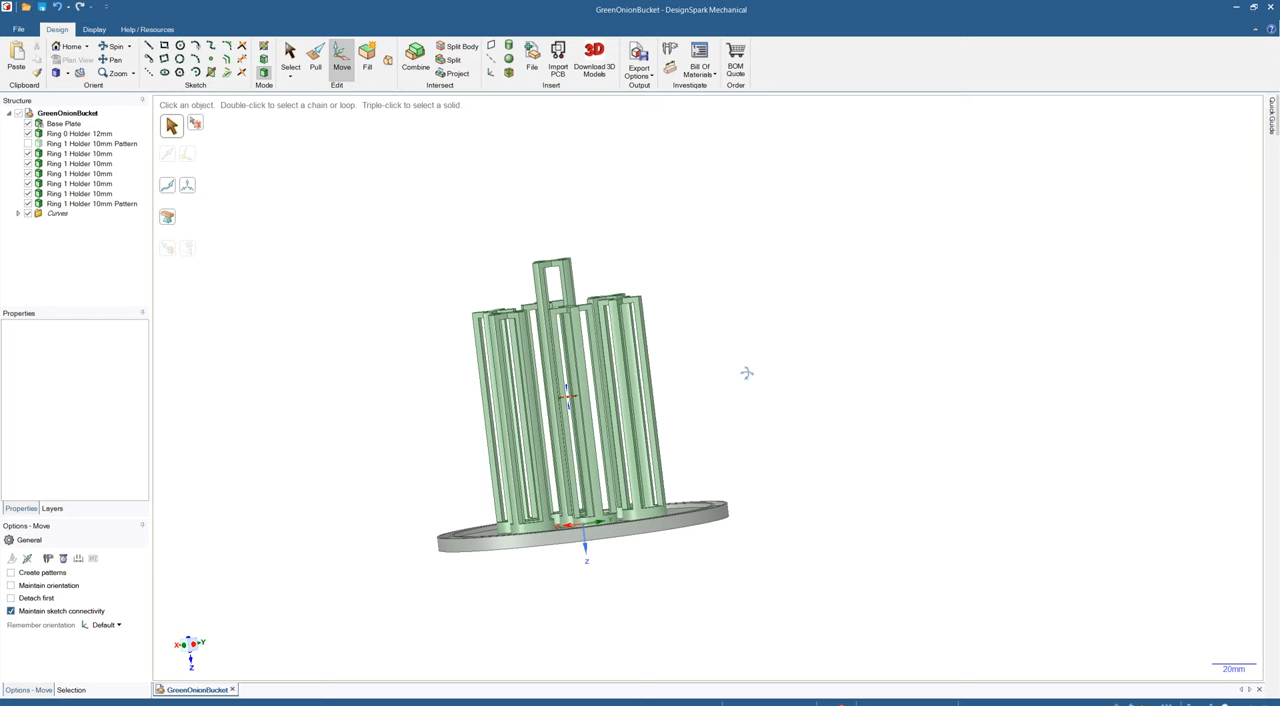 GreenOnionBucket - DesignSpark Mechanical
File
Design
Display
Help / Resources
Paste
Home
Spin
Plan View
Pan
Zoom
Select
Pull
Move
Fill
Combine
Split Body
Split
Project
File
Import PCB
Download 3D Models
3D
Export Options
Bill Of Materials
BOM Quote
Clipboard
Orient
Sketch
Mode
Edit
Intersect
Insert
Output
Investigate
Order
Structure
GreenOnionBucket
Base Plate
Ring 0 Holder 12mm
Ring 1 Holder 10mm Pattern
Ring 1 Holder 10mm
Ring 1 Holder 10mm
Ring 1 Holder 10mm
Ring 1 Holder 10mm
Ring 1 Holder 10mm
Ring 1 Holder 10mm Pattern
Curves
Click an object. Double-click to select a chain or loop. Triple-click to select a solid.
Quick Guide
Properties
Properties
Layers
Options - Move
General
Create patterns
Maintain orientation
Detach first
Maintain sketch connectivity
Remember orientation
Default
Options - Move
Selection
Z
X
Y
Z
20mm
GreenOnionBucket